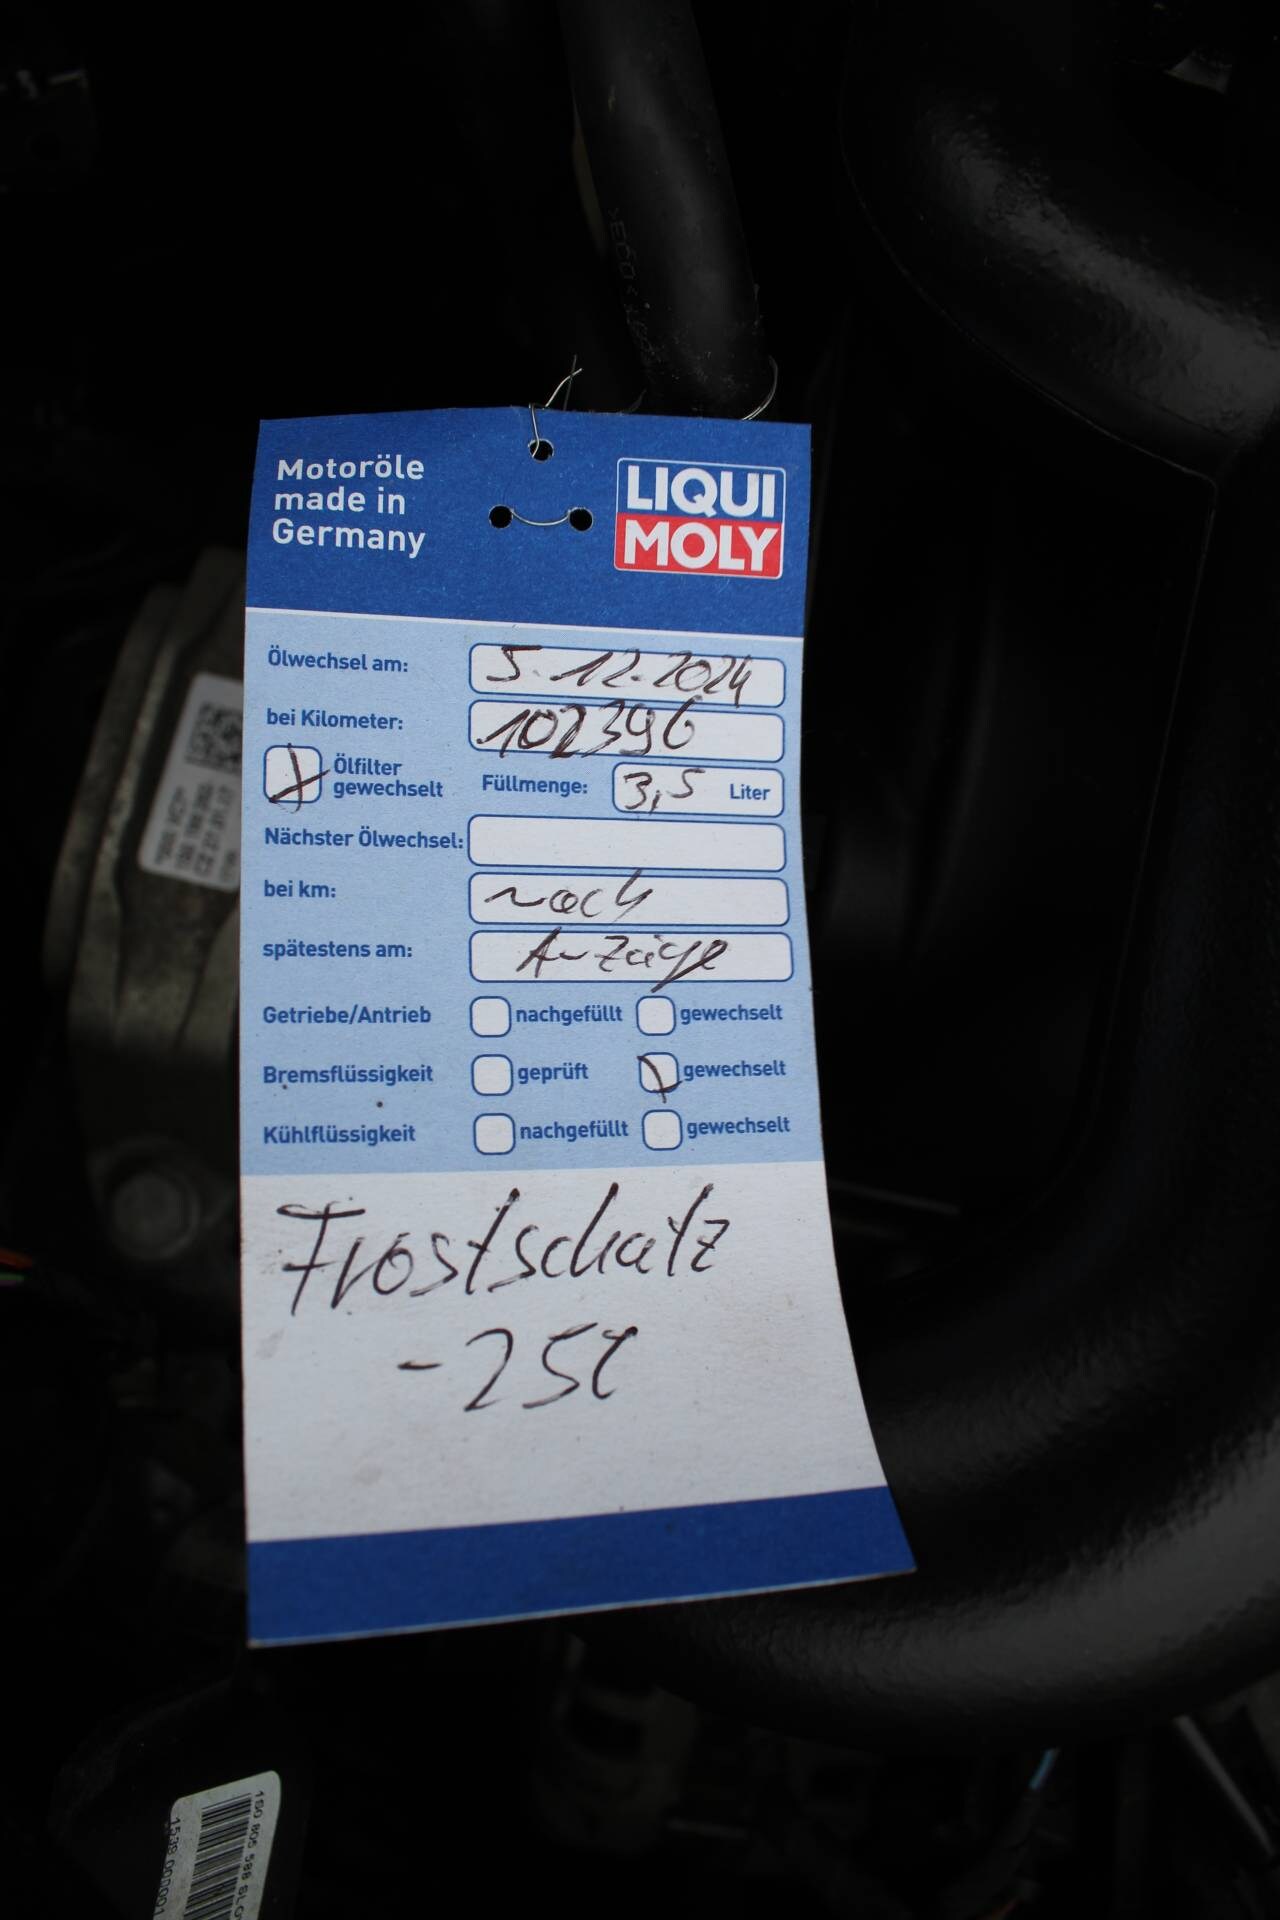 Motoröle
made in
Germany
LIQUI
MOLY
Ölwechsel am: 5.12.2024
bei Kilometer: 102396
Ölfilter
gewechselt
Füllmenge: 3,5 Liter
Nächster Ölwechsel:
bei km: nach
spätestens am: Anzeige
Getriebe/Antrieb nachgefüllt gewechselt
Bremsflüssigkeit geprüft gewechselt
Kühlflüssigkeit nachgefüllt gewechselt
Frostschutz
-25C